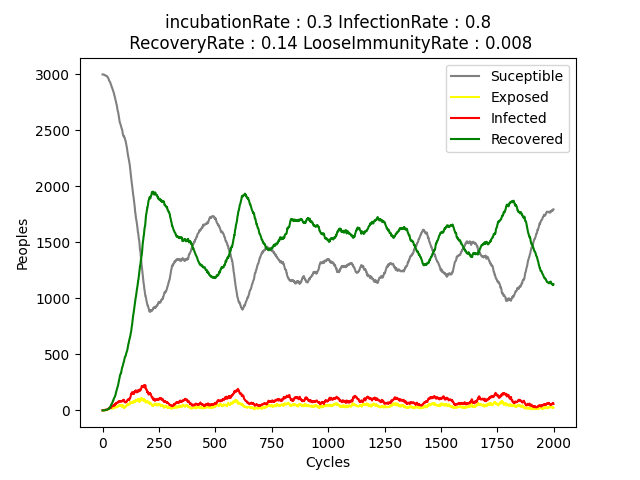 incubationRate : 0.3 InfectionRate : 0.8
RecoveryRate : 0.14 LooseImmunityRate : 0.008
Suceptible
Exposed
Infected
Recovered
3000
2500
2000
1500
1000
500
0
Peoples
0 250 500 750 1000 1250 1500 1750 2000
Cycles